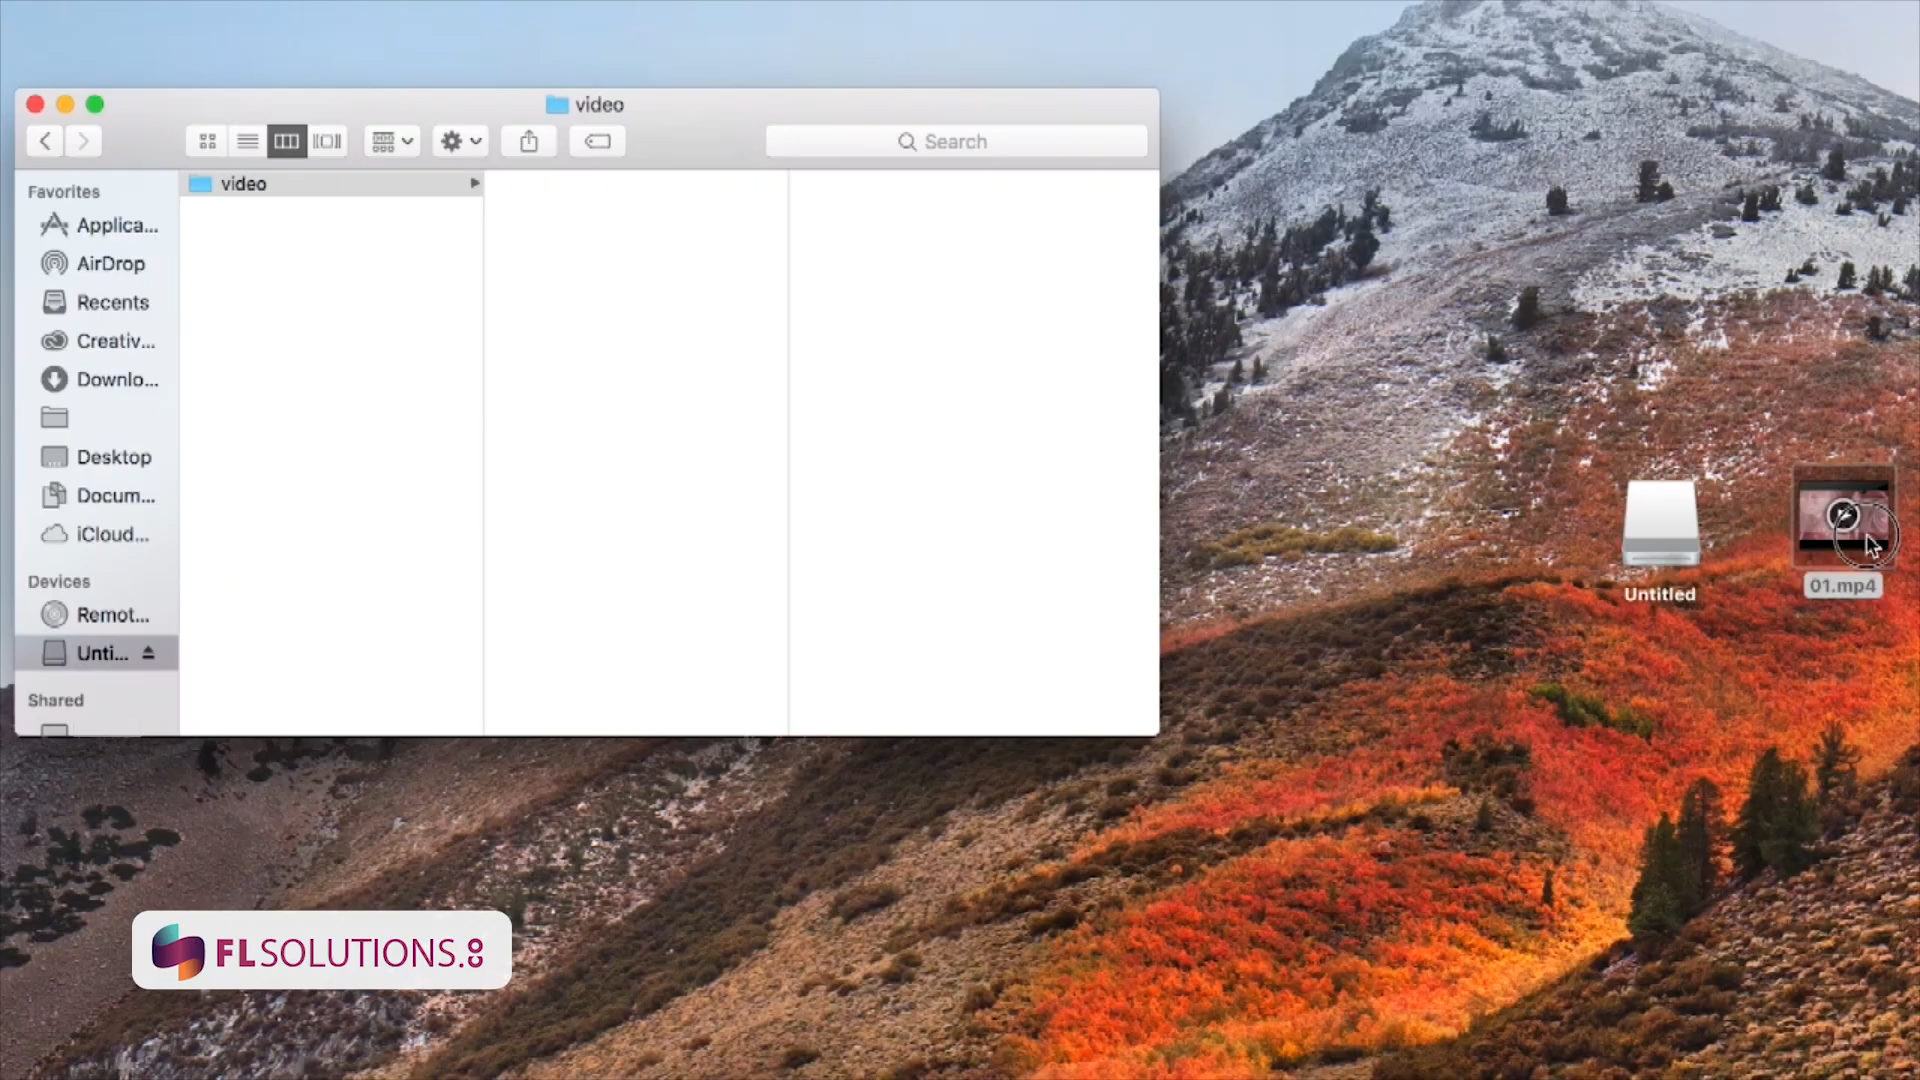 video
Search
Favorites
Applica...
AirDrop
Recents
Creativ...
Downlo...
Desktop
Docum...
iCloud...
Devices
Remot...
Unti...
Shared
video
Untitled
01.mp4
FLSOLUTIONS.8